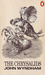 THE CHRYSALIDS
JOHN WYNDHAM